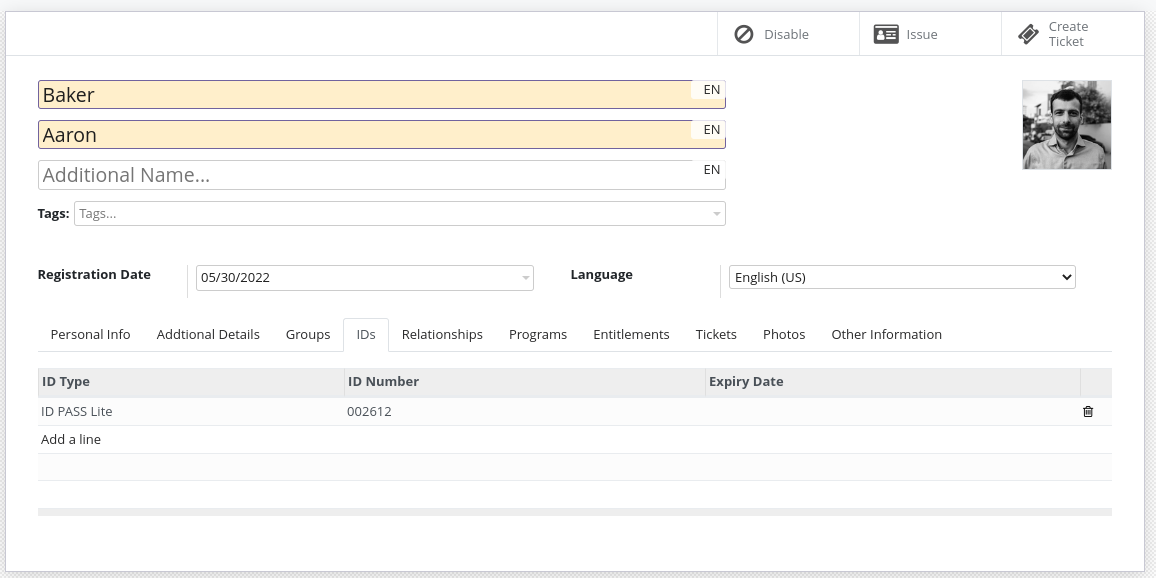 Disable Issue Create Ticket
Baker EN
Aaron EN
Additional Name... EN
Tags: Tags...
Registration Date 05/30/2022 Language English (US)
Personal Info Addtional Details Groups IDs Relationships Programs Entitlements Tickets Photos Other Information
ID Type ID Number Expiry Date
ID PASS Lite 002612
Add a line